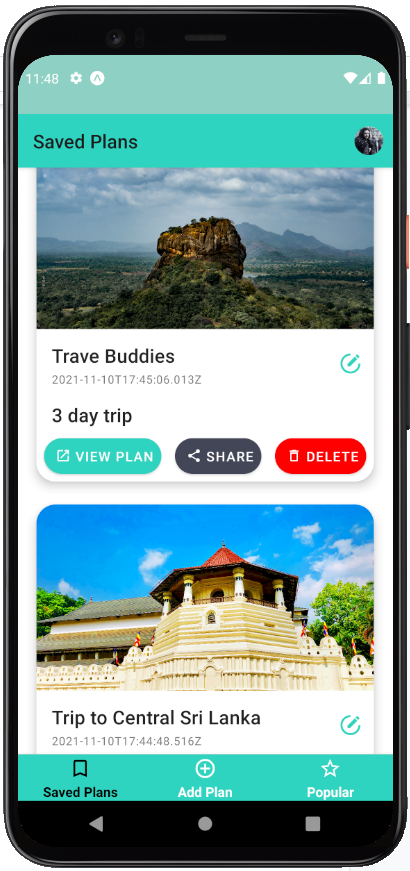 11:48
Saved Plans
Trave Buddies
2021-11-10T17:45:06.013Z
3 day trip
VIEW PLAN SHARE DELETE
Trip to Central Sri Lanka
2021-11-10T17:44:48.516Z
Saved Plans Add Plan Popular